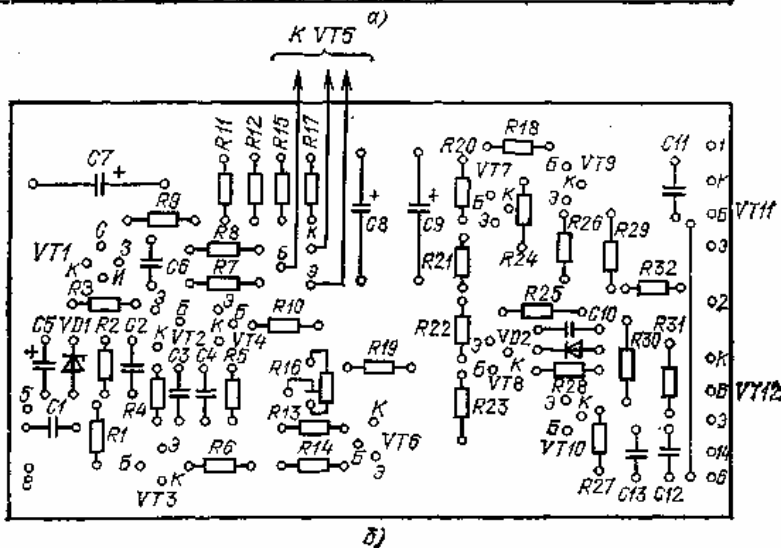 а)
К VT5
R11 R12 R15 R17
R20 R18
C11 1
C7 +
VT7 Б VT9
К К
R9 + + Б Э К Э Б VT11
С К C8 C9 R26 R29
VT1 З R8 R24 Э
К И C6 R7 Б Э R21 R32
R3 Э R25 2
Б Э R10 R22 C10
C5 + VD1 R2 C2 К VT2 C3 C4 К Б VT4 R5 Э VD2 К R30 R31 К
R16 R19 Б VT8 R28 Б VT12
5 C1 R4 R13 К R23 Э К Э
R1 Э R6 R14 Б VT6 Э Б VT10 14
Б К VT3 R27 C13 C12 6
б)